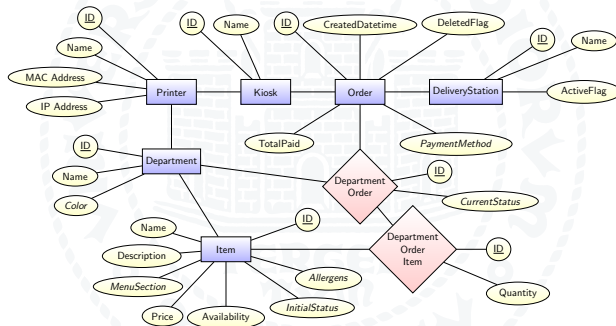 ID
Name
MAC Address
IP Address
Printer
ID
Name
Kiosk
ID
CreatedDatetime
DeletedFlag
Order
TotalPaid
PaymentMethod
ID
Name
DeliveryStation
ActiveFlag
ID
Name
Color
Department
Department
Order
ID
CurrentStatus
Name
Description
MenuSection
Price
Availability
InitialStatus
Allergens
ID
Item
Department
Order
Item
ID
Quantity